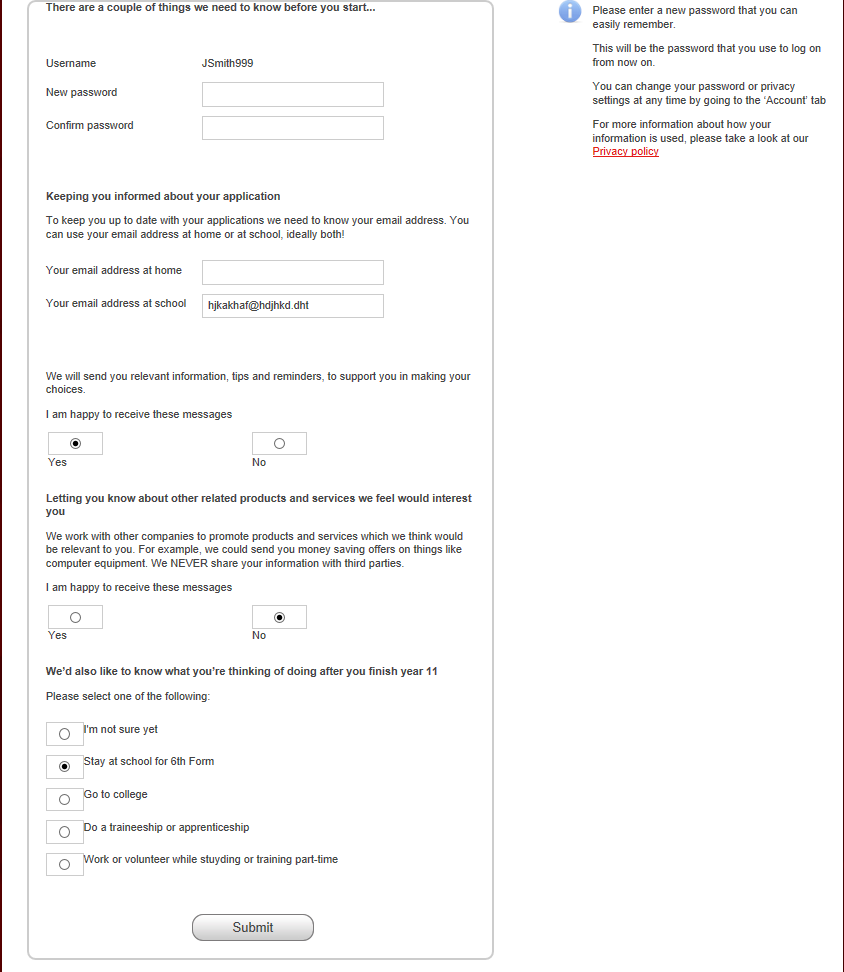 There are a couple of things we need to know before you start...
Username JSmith999
New password
Confirm password
Keeping you informed about your application
To keep you up to date with your applications we need to know your email address. You
can use your email address at home or at school, ideally both!
Your email address at home
Your email address at school hjkakhaf@hdjhkd.dht
We will send you relevant information, tips and reminders, to support you in making your
choices.
I am happy to receive these messages
Yes No
Letting you know about other related products and services we feel would interest
you
We work with other companies to promote products and services which we think would
be relevant to you. For example, we could send you money saving offers on things like
computer equipment. We NEVER share your information with third parties.
I am happy to receive these messages
Yes No
We'd also like to know what you're thinking of doing after you finish year 11
Please select one of the following:
I'm not sure yet
Stay at school for 6th Form
Go to college
Do a traineeship or apprenticeship
Work or volunteer while stuyding or training part-time
Submit
Please enter a new password that you can
easily remember.
This will be the password that you use to log on
from now on.
You can change your password or privacy
settings at any time by going to the ‘Account’ tab
For more information about how your
information is used, please take a look at our
Privacy policy